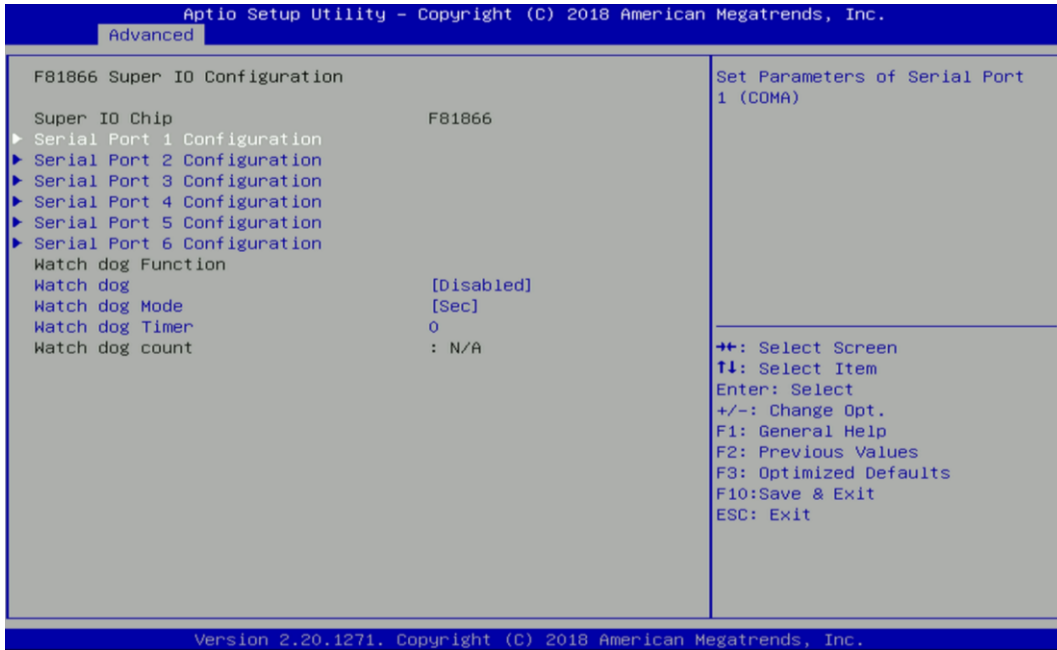 Aptio Setup Utility – Copyright (C) 2018 American Megatrends, Inc.
Advanced
F81866 Super IO Configuration
Super IO Chip F81866
▶ Serial Port 1 Configuration
▶ Serial Port 2 Configuration
▶ Serial Port 3 Configuration
▶ Serial Port 4 Configuration
▶ Serial Port 5 Configuration
▶ Serial Port 6 Configuration
Watch dog Function
Watch dog [Disabled]
Watch dog Mode [Sec]
Watch dog Timer 0
Watch dog count : N/A
Set Parameters of Serial Port
1 (COMA)
→←: Select Screen
↑↓: Select Item
Enter: Select
+/-: Change Opt.
F1: General Help
F2: Previous Values
F3: Optimized Defaults
F10:Save & Exit
ESC: Exit
Version 2.20.1271. Copyright (C) 2018 American Megatrends, Inc.